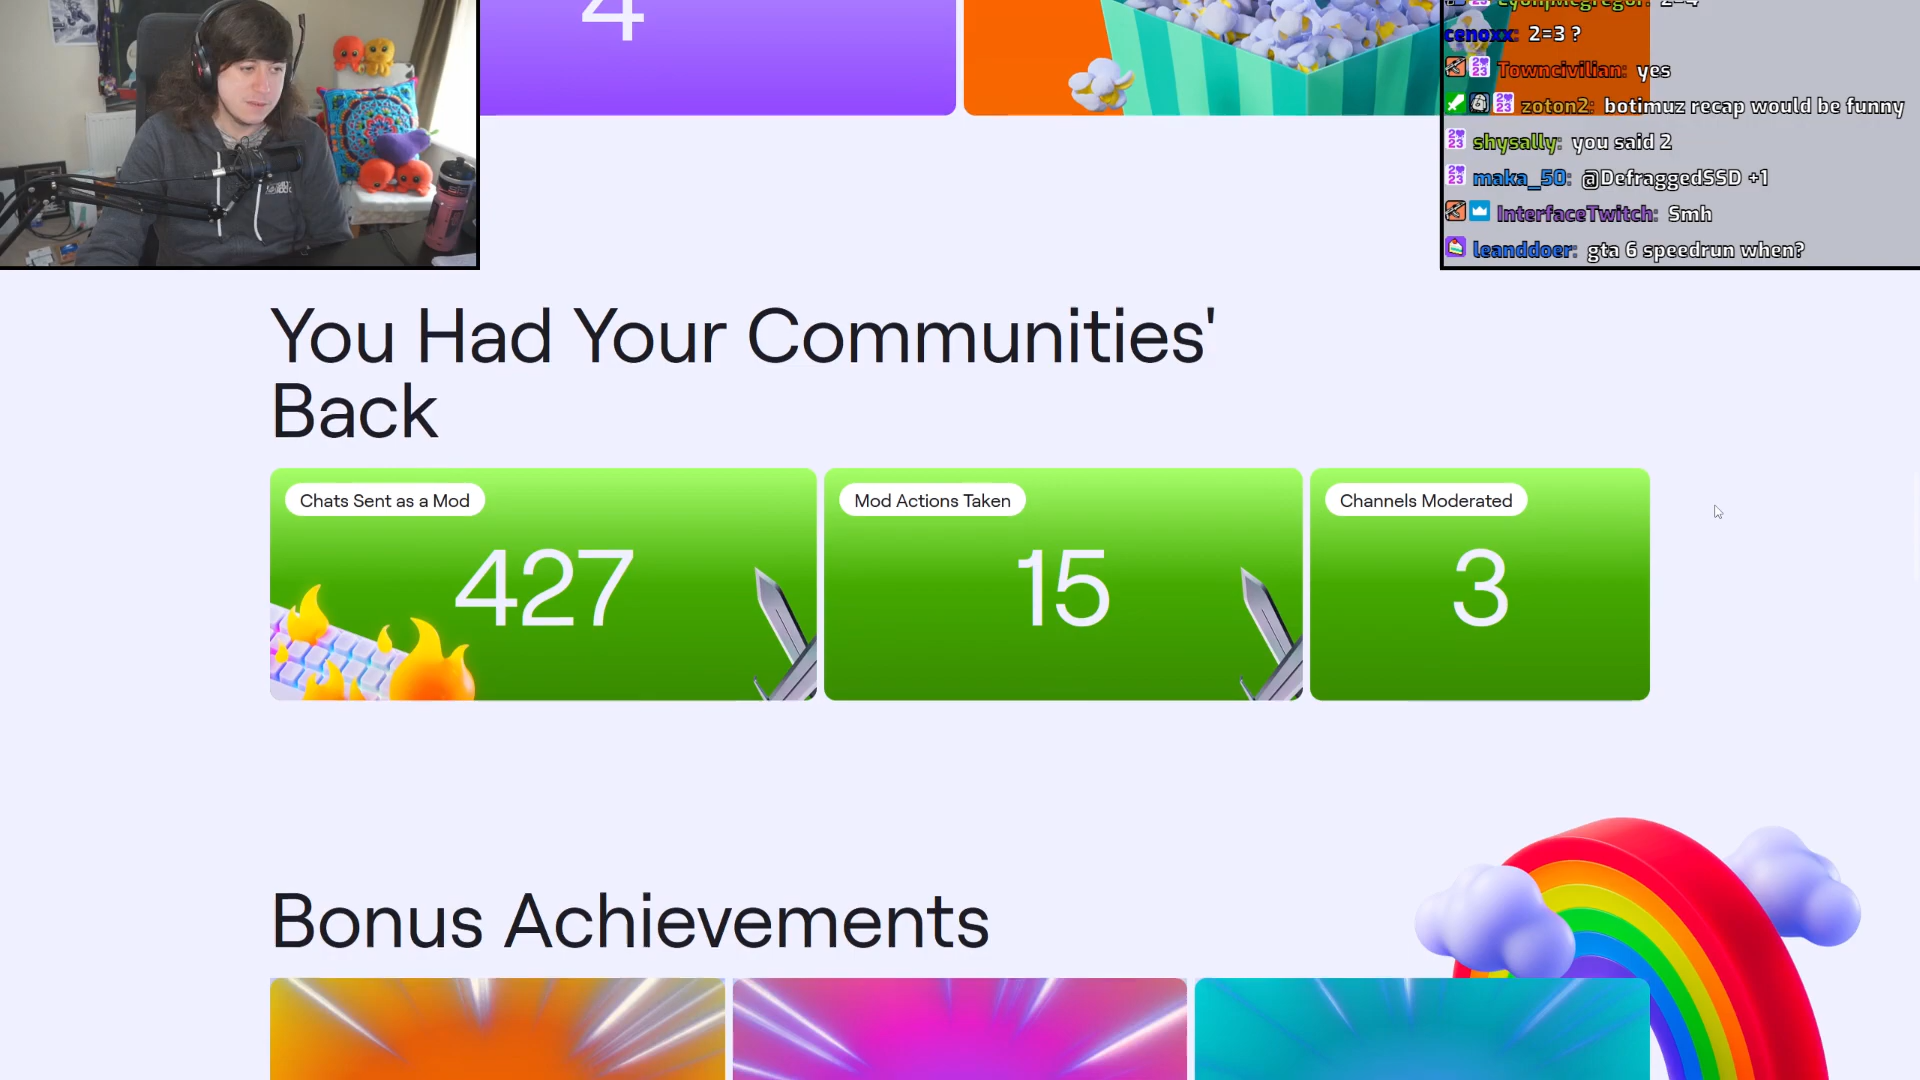 4
cenoxx: 2=3 ?
Towncivilian: yes
zoton2: botimuz recap would be funny
shysally: you said 2
maka_50: @DefraggedSSD +1
InterfaceTwitch: Smh
leanddoer: gta 6 speedrun when?
You Had Your Communities'
Back
Chats Sent as a Mod
427
Mod Actions Taken
15
Channels Moderated
3
Bonus Achievements